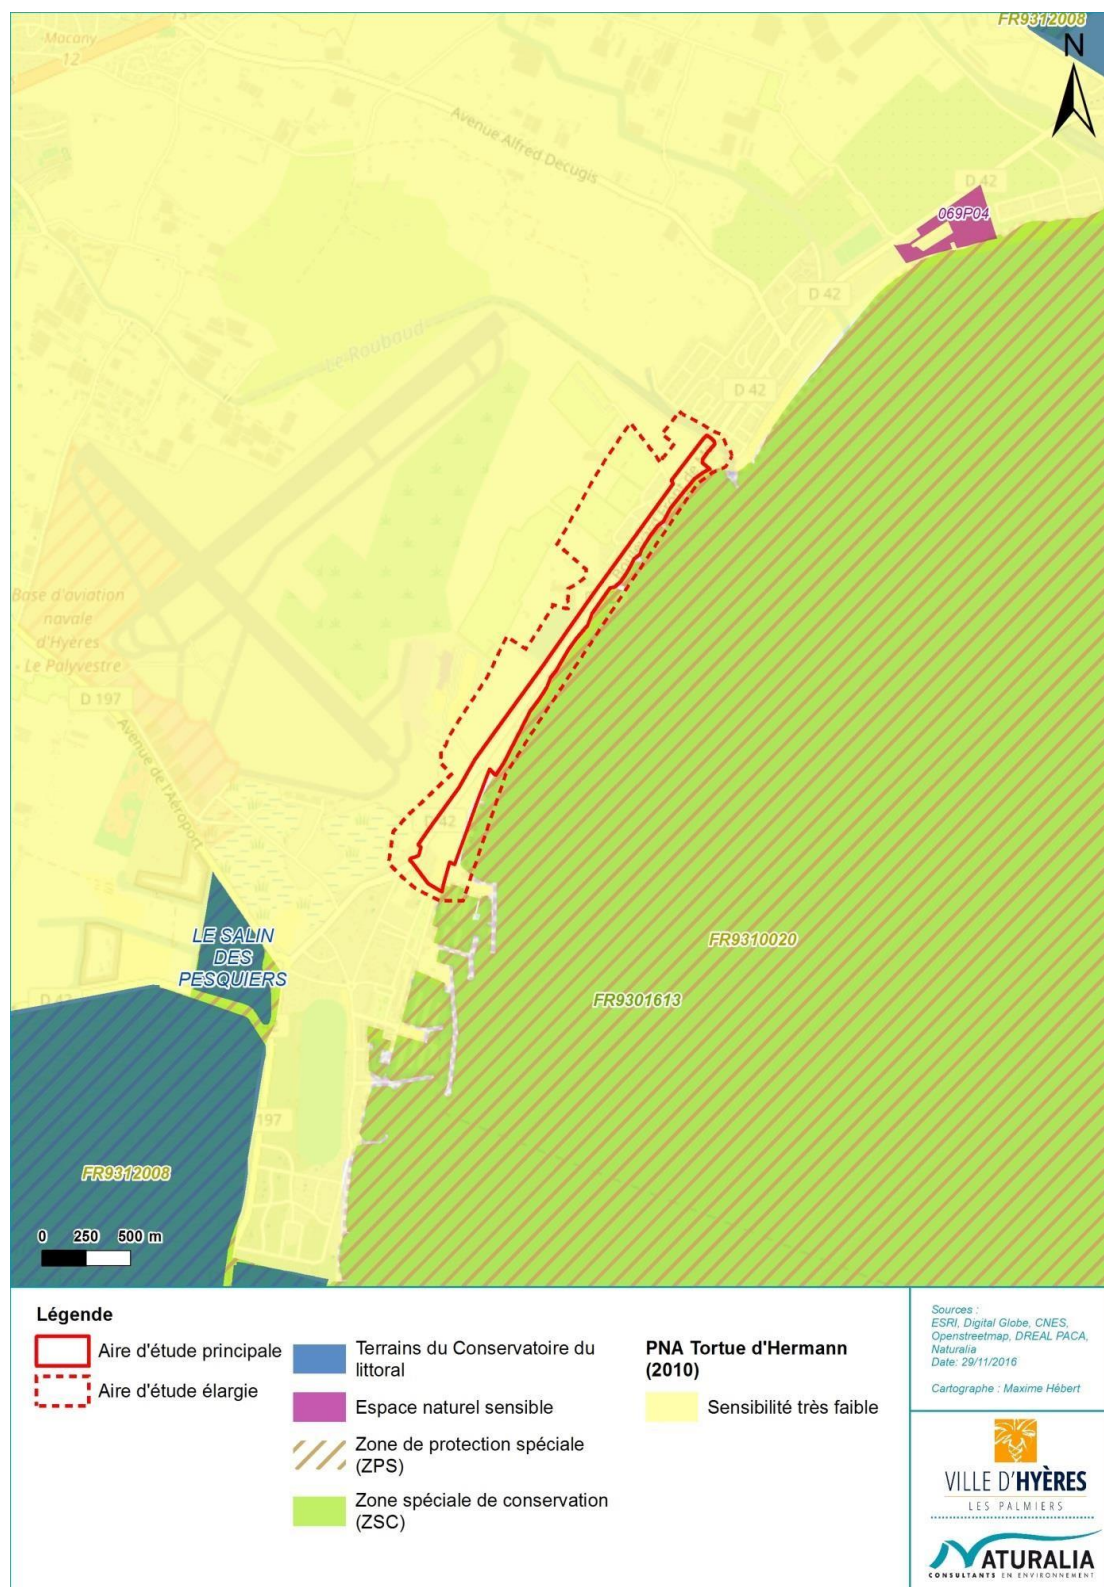 FR9312008
N
Macany
12
Avenue Alfred Decugis
D 42
069P04
D 42
Le Roubaud
D 42
Base d'aviation
navale
d'Hyères
- Le Palyvestre
D 197
Avenue de l'Aéroport
D 42
LE SALIN
DES
PESQUIERS
FR9310020
FR9301613
197
FR9312008
0 250 500 m
Légende
Aire d'étude principale
Aire d'étude élargie
Terrains du Conservatoire du
littoral
Espace naturel sensible
Zone de protection spéciale
(ZPS)
Zone spéciale de conservation
(ZSC)
PNA Tortue d'Hermann
(2010)
Sensibilité très faible
Sources :
ESRI, Digital Globe, CNES,
Openstreetmap, DREAL PACA,
Naturalia
Date: 29/11/2016
Cartographe : Maxime Hébert
VILLE D'HYÈRES
LES PALMIERS
NATURALIA
CONSULTANTS EN ENVIRONNEMENT